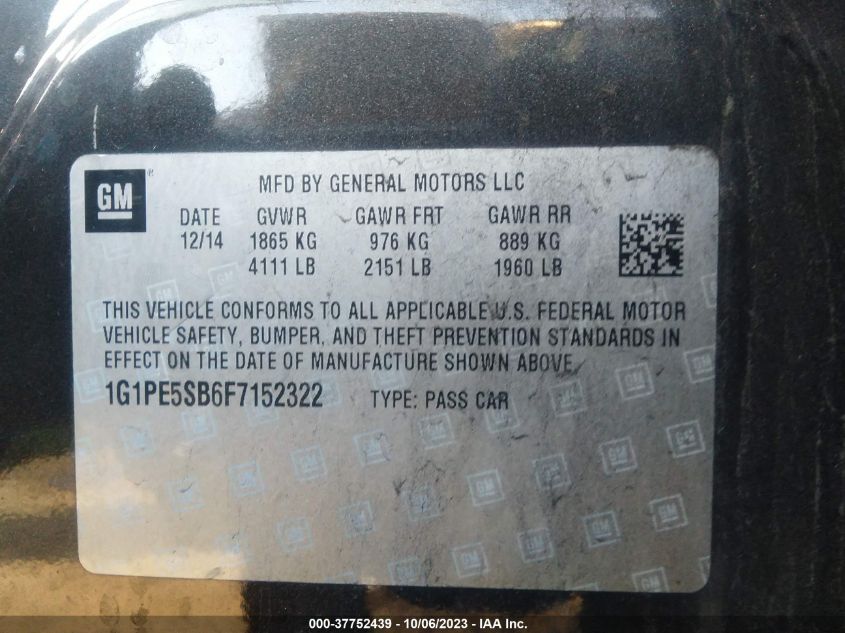 GM ®
MFD BY GENERAL MOTORS LLC
DATE GVWR GAWR FRT GAWR RR
12/14 1865 KG 976 KG 889 KG
4111 LB 2151 LB 1960 LB
THIS VEHICLE CONFORMS TO ALL APPLICABLE U.S. FEDERAL MOTOR
VEHICLE SAFETY, BUMPER, AND THEFT PREVENTION STANDARDS IN
EFFECT ON THE DATE OF MANUFACTURE SHOWN ABOVE.
1G1PE5SB6F7152322 TYPE: PASS CAR
000-37752439 - 10/06/2023 - IAA Inc.